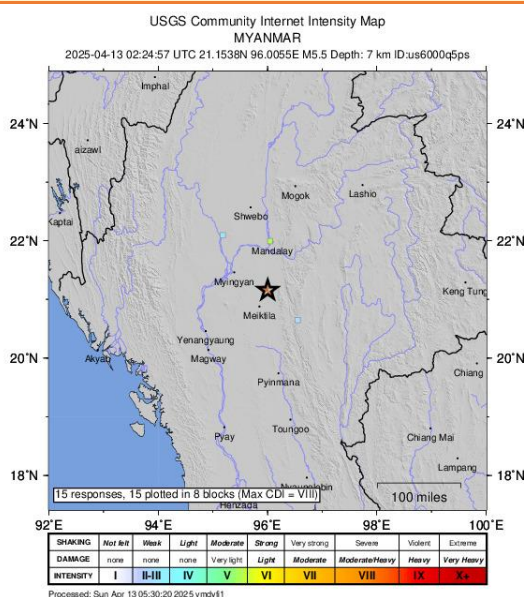 USGS Community Internet Intensity Map
MYANMAR
2025-04-13 02:24:57 UTC 21.1538N 96.0055E M5.5 Depth: 7 km ID:us6000q5ps
Imphal
24°N
24°N
aizawl
Mogok
Lashio
Shwebo
Kaptai
22°N
22°N
Mandalay
Myingyan
Keng Tung
Meiktila
Yenangyaung
20°N
20°N
Akyab
Magway
Chiang
Pyinmana
Pyay
Toungoo
Chiang Mai
Lampang
18°N
18°N
Nyaunglebin
15 responses, 15 plotted in 8 blocks (Max CDI = VIII)
100 miles
Henzada
92°E
94°E
96°E
98°E
100°E
SHAKING Not felt Weak Light Moderate Strong Very strong Severe Violent Extreme
DAMAGE none none none Very light Light Moderate Moderate/Heavy Heavy Very Heavy
INTENSITY I II-III IV V VI VII VIII IX X+
Processed: Sun Apr 13 05:30:20 2025 vmdyfi1